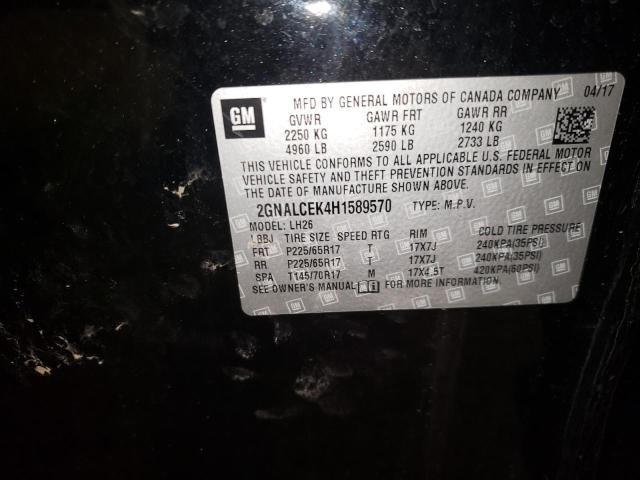 GM
MFD BY GENERAL MOTORS OF CANADA COMPANY 04/17
GVWR GAWR FRT GAWR RR
2250 KG 1175 KG 1240 KG
4960 LB 2590 LB 2733 LB
THIS VEHICLE CONFORMS TO ALL APPLICABLE U.S. FEDERAL MOTOR
VEHICLE SAFETY AND THEFT PREVENTION STANDARDS IN EFFECT ON
THE DATE OF MANUFACTURE SHOWN ABOVE.
2GNALCEK4H1589570 TYPE: M.P.V.
MODEL: LH26
LBBJ TIRE SIZE SPEED RTG RIM COLD TIRE PRESSURE
FRT P225/65R17 T 17X7J 240KPA(35PSI)
RR P225/65R17 T 17X7J 240KPA(35PSI)
SPA T145/70R17 M 17X4.5T 420KPA(60PSI)
SEE OWNER'S MANUAL FOR MORE INFORMATION